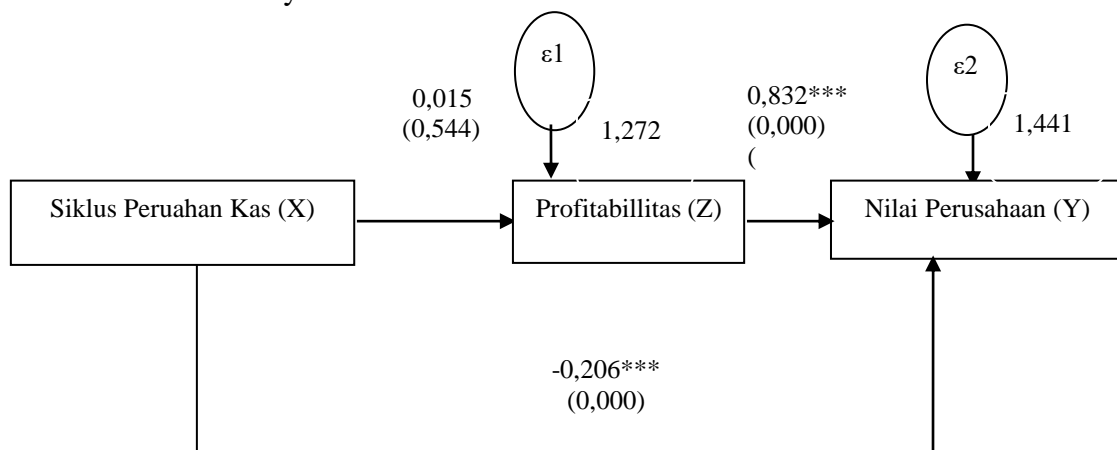 ε1
ε2
0,015
(0,544)
1,272
0,832***
(0,000)
(
1,441
Siklus Peruahan Kas (X)
Profitabillitas (Z)
Nilai Perusahaan (Y)
-0,206***
(0,000)